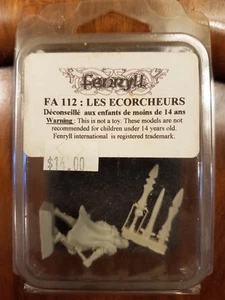 Fenryll
FA 112 : LES ECORCHEURS
Déconseillé aux enfants de moins de 14 ans
Warning : This is not a toy. These models are not
recommended for children under 14 years old.
Fenryll international is registered trademark.
$14.00